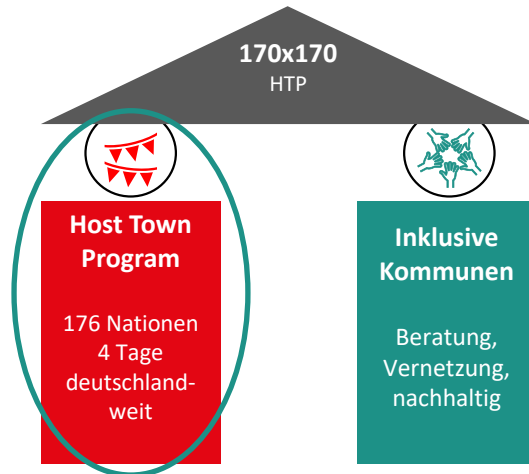 170x170
HTP
Host Town
Program
176 Nationen
4 Tage
deutschland-
weit
Inklusive
Kommunen
Beratung,
Vernetzung,
nachhaltig